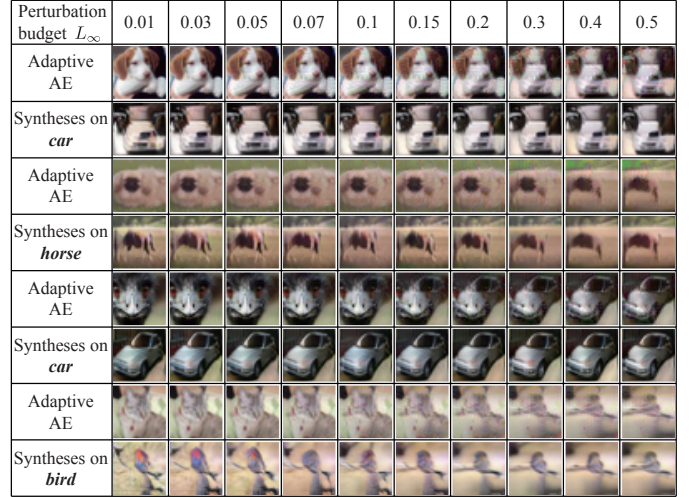 Perturbation budget L∞ 0.01 0.03 0.05 0.07 0.1 0.15 0.2 0.3 0.4 0.5
Adaptive
AE
Syntheses on
car
Adaptive
AE
Syntheses on
horse
Adaptive
AE
Syntheses on
car
Adaptive
AE
Syntheses on
bird